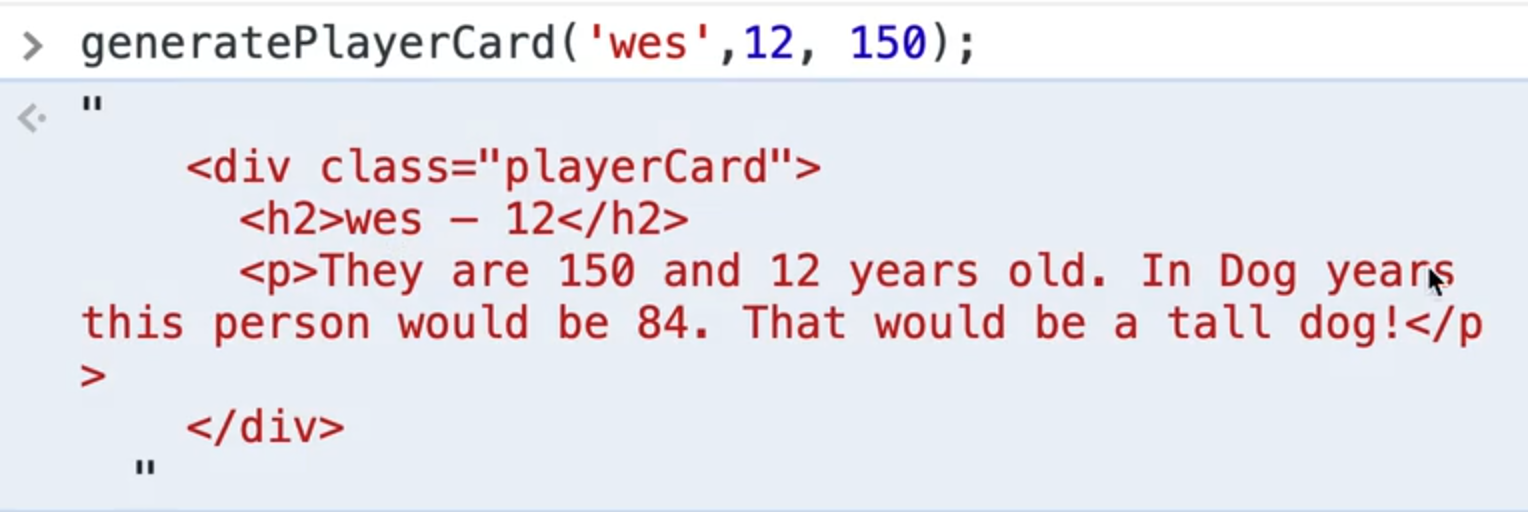 > generatePlayerCard('wes',12, 150);
<· "
<div class="playerCard">
<h2>wes — 12</h2>
<p>They are 150 and 12 years old. In Dog years
this person would be 84. That would be a tall dog!</p
>
</div>
"